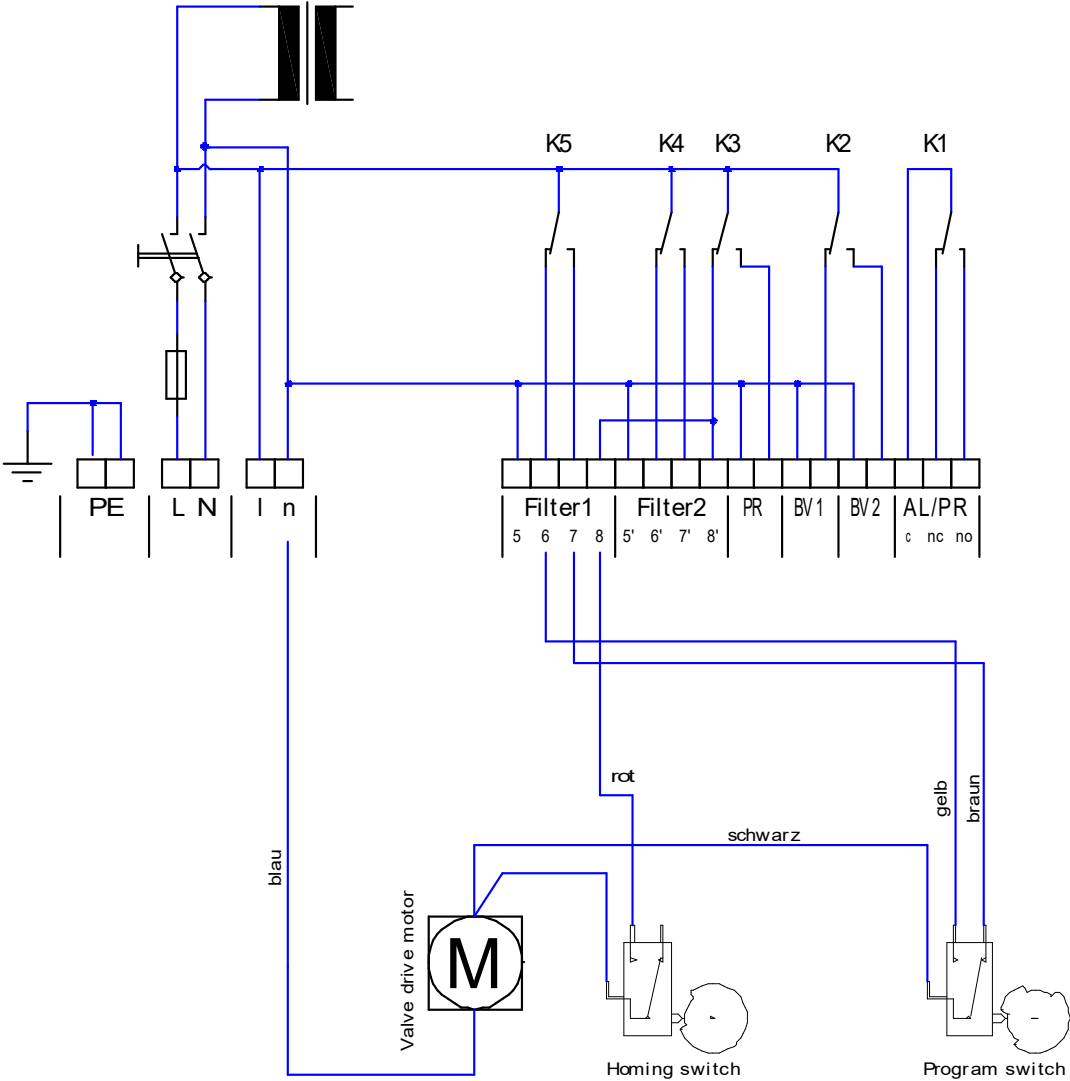 K5 K4 K3 K2 K1
PE L N I n Filter1 Filter2 PR BV1 BV2 AL/PR
5 6 7 8 5' 6' 7' 8' c nc no
rot
gelb
braun
schwarz
blau
Valve drive motor
M
Homing switch Program switch